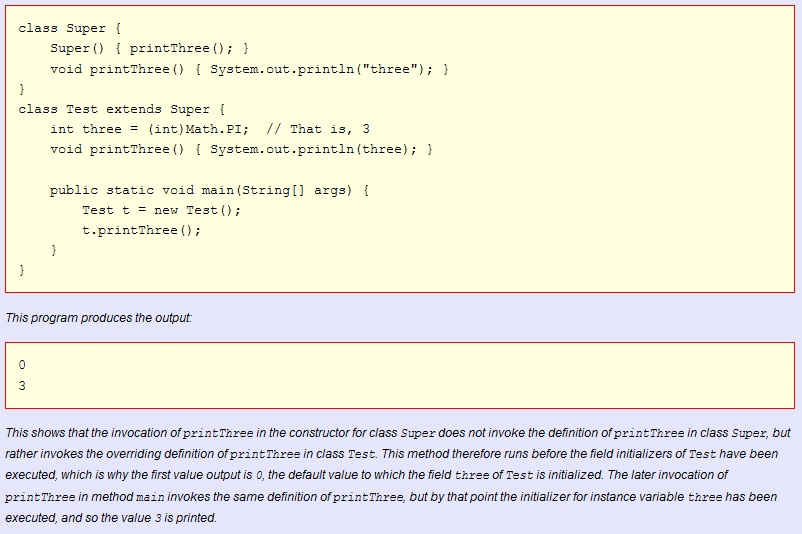 class Super {
    Super() { printThree(); }
    void printThree() { System.out.println("three"); }
}
class Test extends Super {
    int three = (int)Math.PI;  // That is, 3
    void printThree() { System.out.println(three); }

    public static void main(String[] args) {
        Test t = new Test();
        t.printThree();
    }
}
This program produces the output:
0
3
This shows that the invocation of printThree in the constructor for class Super does not invoke the definition of printThree in class Super, but
rather invokes the overriding definition of printThree in class Test. This method therefore runs before the field initializers of Test have been
executed, which is why the first value output is 0, the default value to which the field three of Test is initialized. The later invocation of
printThree in method main invokes the same definition of printThree, but by that point the initializer for instance variable three has been
executed, and so the value 3 is printed.